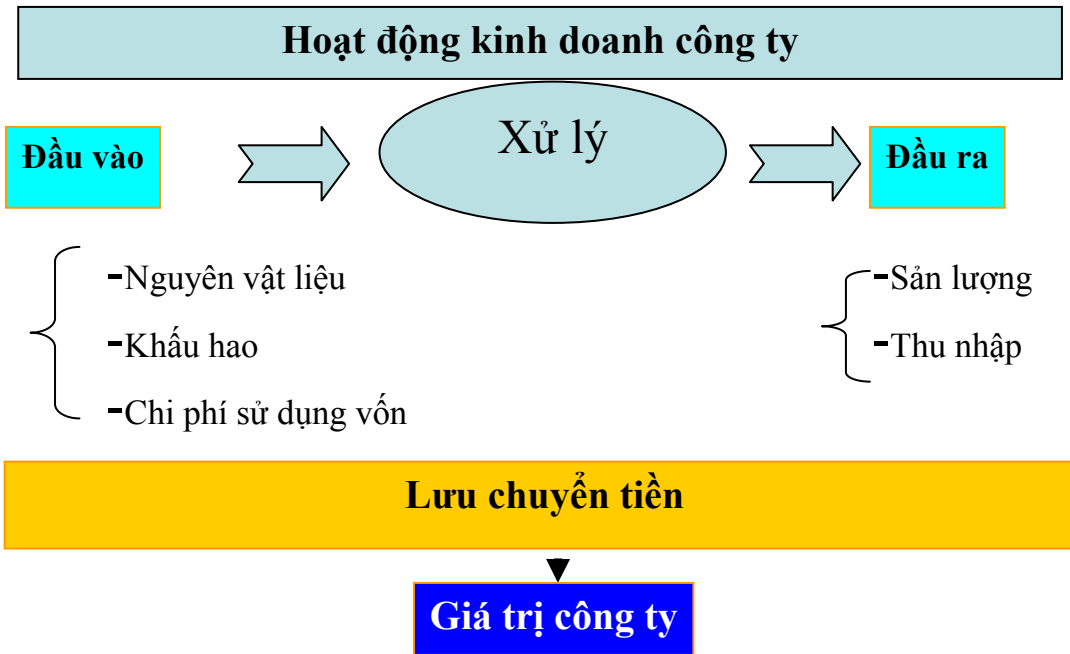 Hoạt động kinh doanh công ty
Đầu vào
Xử lý
Đầu ra
-Nguyên vật liệu
-Khấu hao
-Chi phí sử dụng vốn
-Sản lượng
-Thu nhập
Lưu chuyển tiền
Giá trị công ty